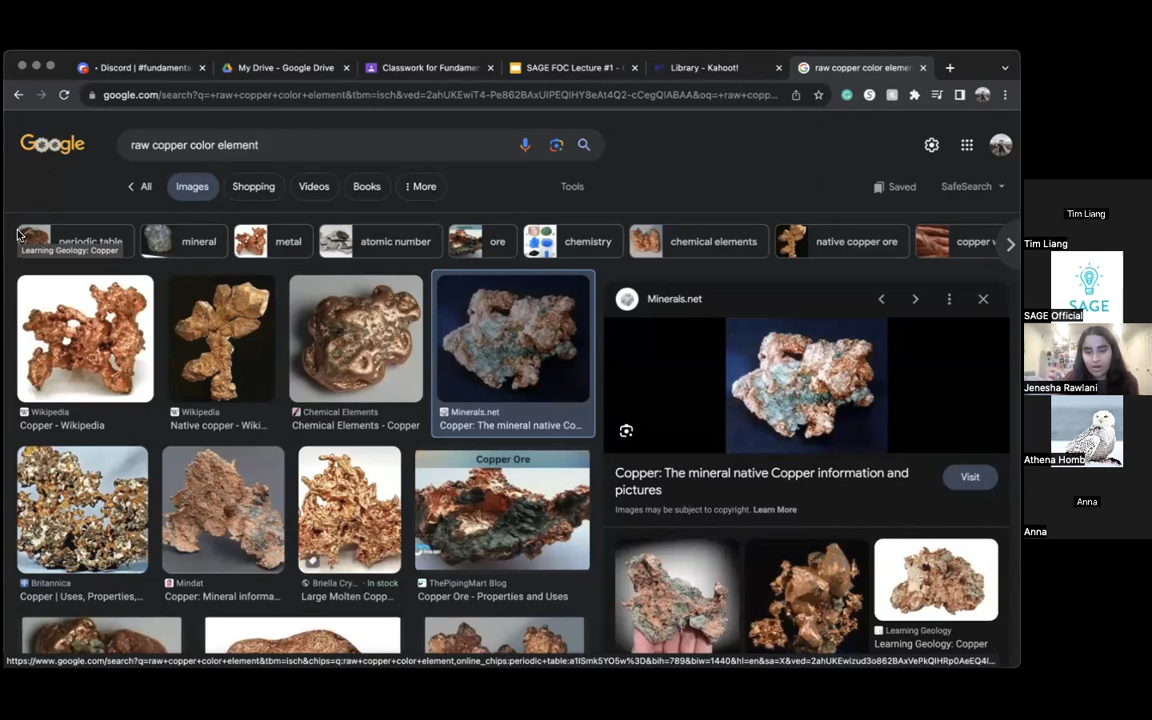 Discord | #fundamenta
My Drive - Google Drive
Classwork for Fundamen
SAGE FOC Lecture #1 -
Library - Kahoot!
raw copper color elemen
google.com/search?q=+raw+copper+color+element&tbm=isch&ved=2ahUKEwiT4-Pe862BAxUIPEQIHY8eAt4Q2-cCegQIABAA&oq=+raw+copp...
Google
raw copper color element
All
Images
Shopping
Videos
Books
More
Tools
Saved
SafeSearch
periodic table
Learning Geology: Copper
mineral
metal
atomic number
ore
chemistry
chemical elements
native copper ore
copper
Wikipedia
Copper - Wikipedia
Wikipedia
Native copper - Wiki...
Chemical Elements
Chemical Elements - Copper
Minerals.net
Copper: The mineral native Co...
Minerals.net
Copper: The mineral native Copper information and
pictures
Visit
Images may be subject to copyright. Learn More
Britannica
Copper | Uses, Properties,...
Mindat
Copper: Mineral informa...
Briella Cry... · In stock
Large Molten Copp...
Copper Ore
ThePipingMart Blog
Copper Ore - Properties and Uses
Learning Geology
Learning Geology: Copper
Tim Liang
Tim Liang
SAGE
SAGE Official
Jenesha Rawlani
Athena Homb
Anna
Anna